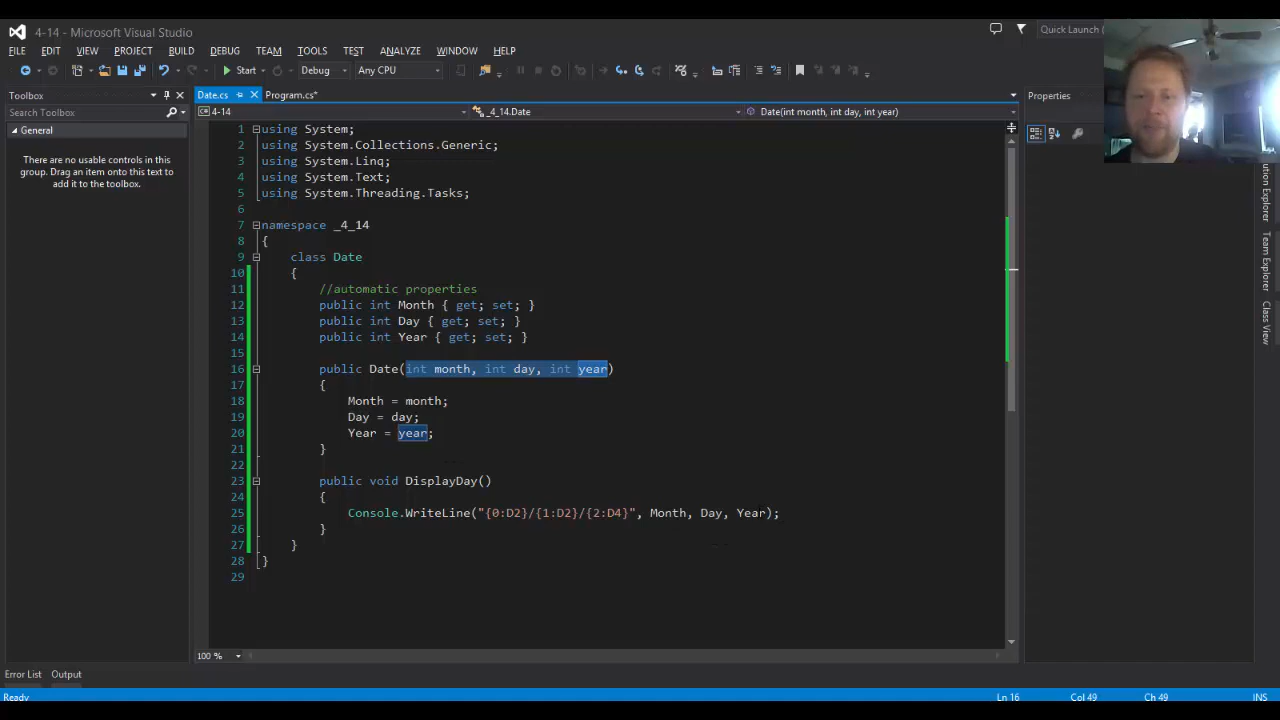 4-14 - Microsoft Visual Studio
Quick Launch (
FILE EDIT VIEW PROJECT BUILD DEBUG TEAM TOOLS TEST ANALYZE WINDOW HELP
Start Debug Any CPU
Toolbox
Date.cs Program.cs*
Properties
Search Toolbox
4-14 _4_14.Date Date(int month, int day, int year)
General
There are no usable controls in this
group. Drag an item onto this text to
add it to the toolbox.
1 using System;
2 using System.Collections.Generic;
3 using System.Linq;
4 using System.Text;
5 using System.Threading.Tasks;
6
7 namespace _4_14
8 {
9 class Date
10 {
11 //automatic properties
12 public int Month { get; set; }
13 public int Day { get; set; }
14 public int Year { get; set; }
15
16 public Date(int month, int day, int year)
17 {
18 Month = month;
19 Day = day;
20 Year = year;
21 }
22
23 public void DisplayDay()
24 {
25 Console.WriteLine("{0:D2}/{1:D2}/{2:D4}", Month, Day, Year);
26 }
27 }
28 }
29
Team Explorer
Class View
100 %
Error List Output
Ready Ln 16 Col 49 Ch 49 INS